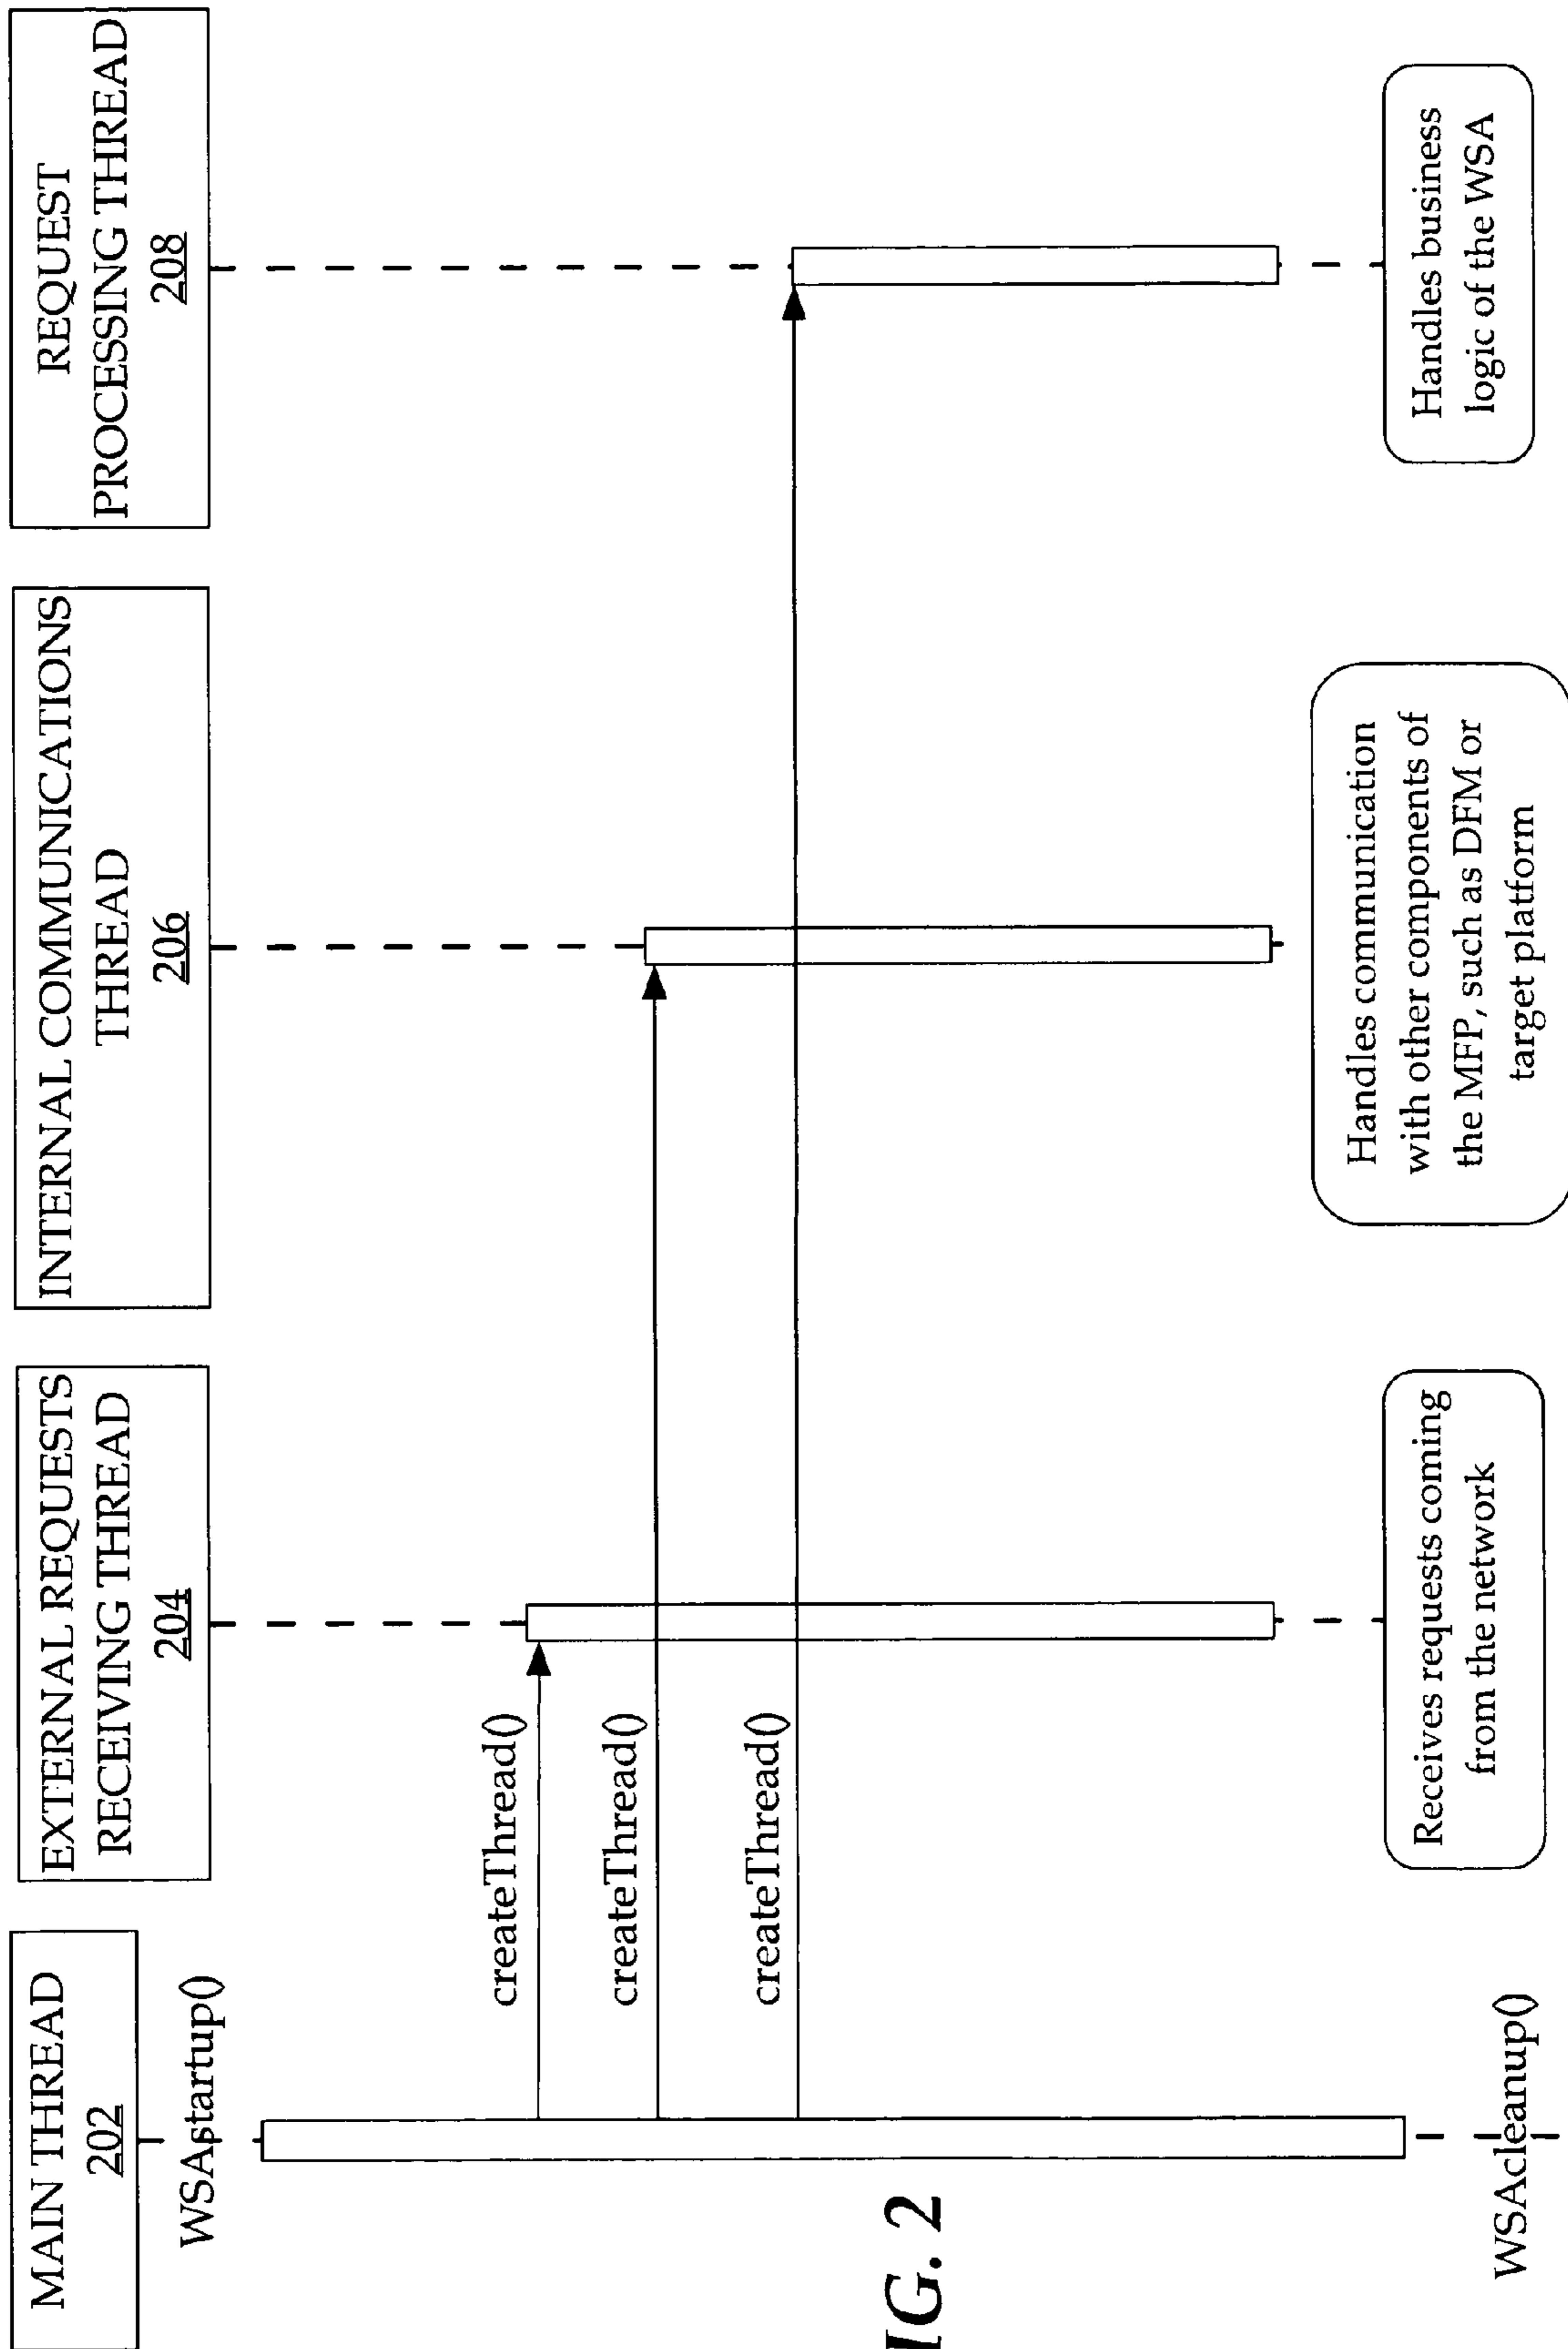 MAIN THREAD
202
EXTERNAL REQUESTS
RECEIVING THREAD
204
INTERNAL COMMUNICATIONS
THREAD
206
REQUEST
PROCESSING THREAD
208
WSAstartup()
createThread()
createThread()
createThread()
Receives requests coming
from the network
Handles communication
with other components of
the MFP, such as DFM or
target platform
Handles business
logic of the WSA
WSAcleanup()
IG. 2